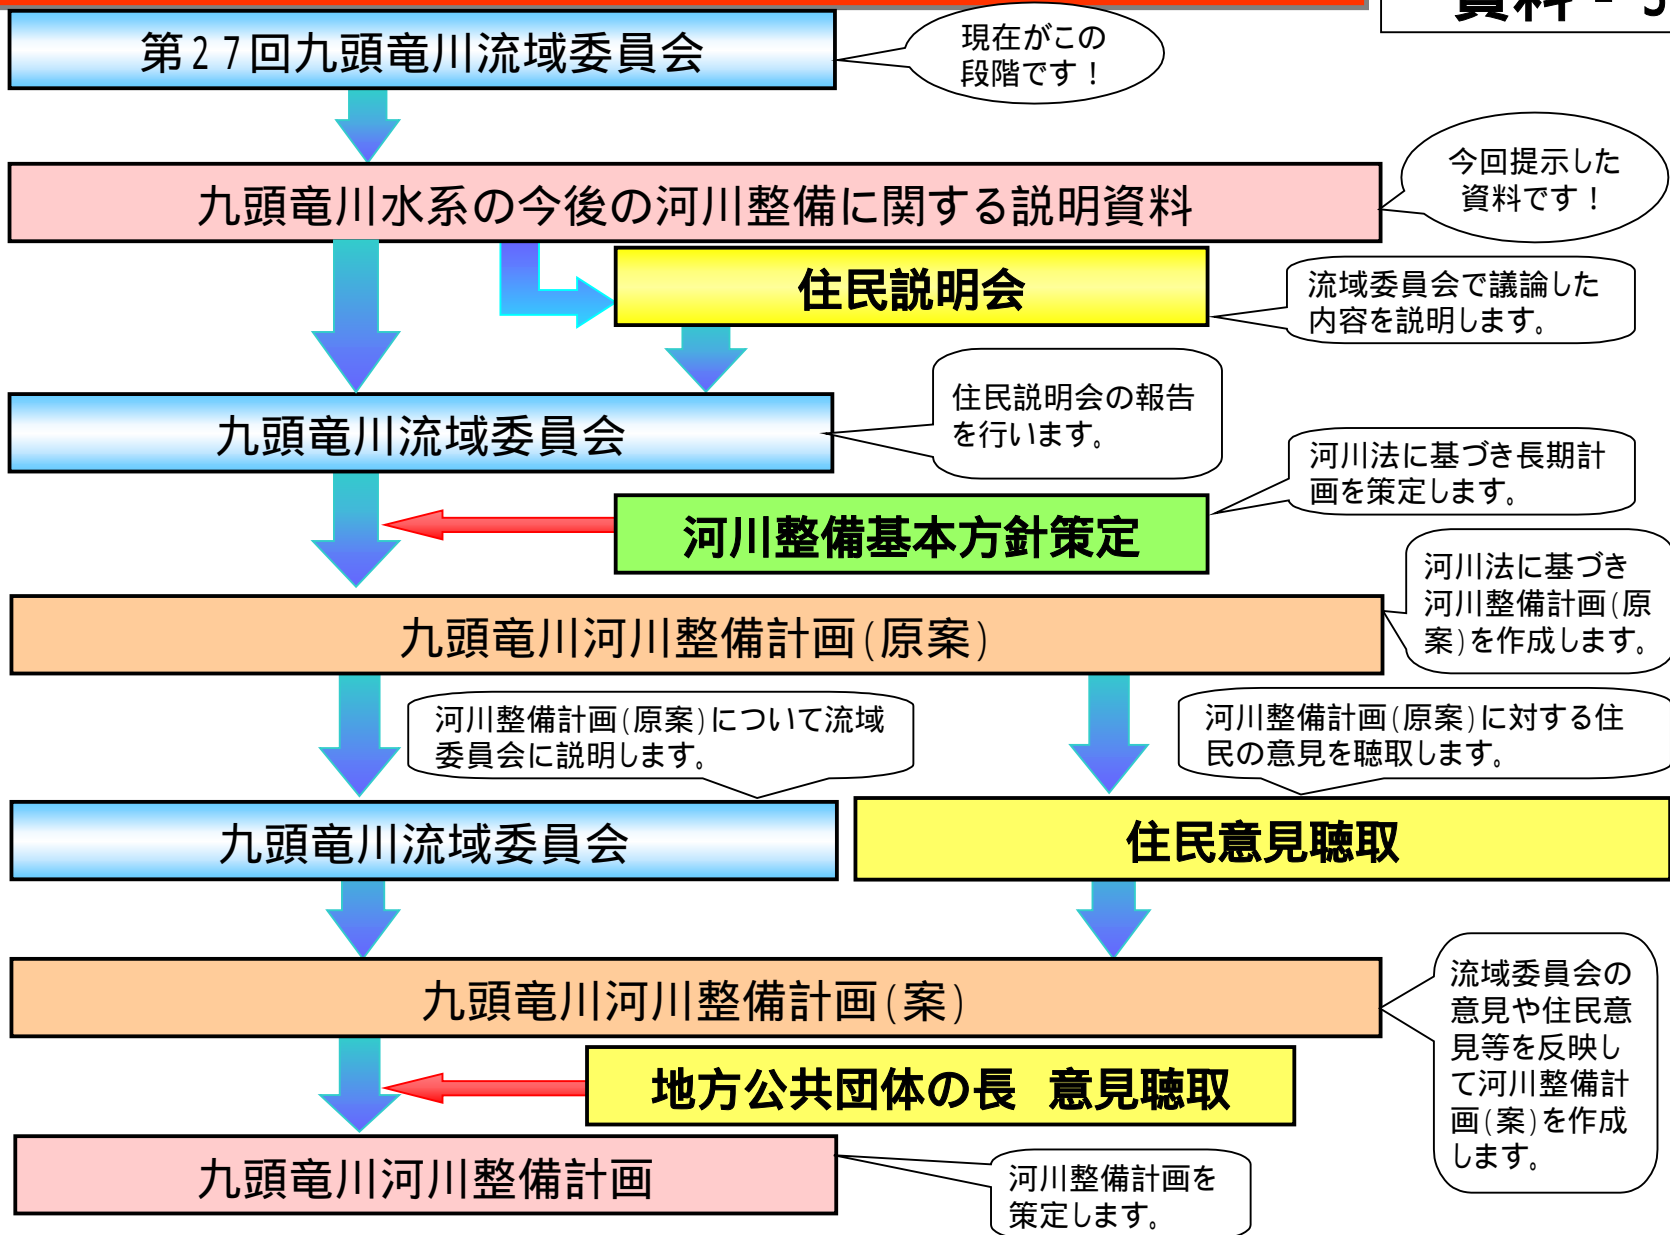 資料-
第27回九頭竜川流域委員会
現在がこの
段階です！
九頭竜川水系の今後の河川整備に関する説明資料
今回提示した
資料です！
住民説明会
流域委員会で議論した
内容を説明します。
九頭竜川流域委員会
住民説明会の報告
を行います。
河川整備基本方針策定
河川法に基づき長期計
画を策定します。
九頭竜川河川整備計画(原案)
河川法に基づき
河川整備計画(原
案)を作成します。
河川整備計画(原案)について流域
委員会に説明します。
河川整備計画(原案)に対する住
民の意見を聴取します。
九頭竜川流域委員会
住民意見聴取
九頭竜川河川整備計画(案)
流域委員会の
意見や住民意
見等を反映し
て河川整備計
画(案)を作成
します。
地方公共団体の長　意見聴取
九頭竜川河川整備計画
河川整備計画を
策定します。